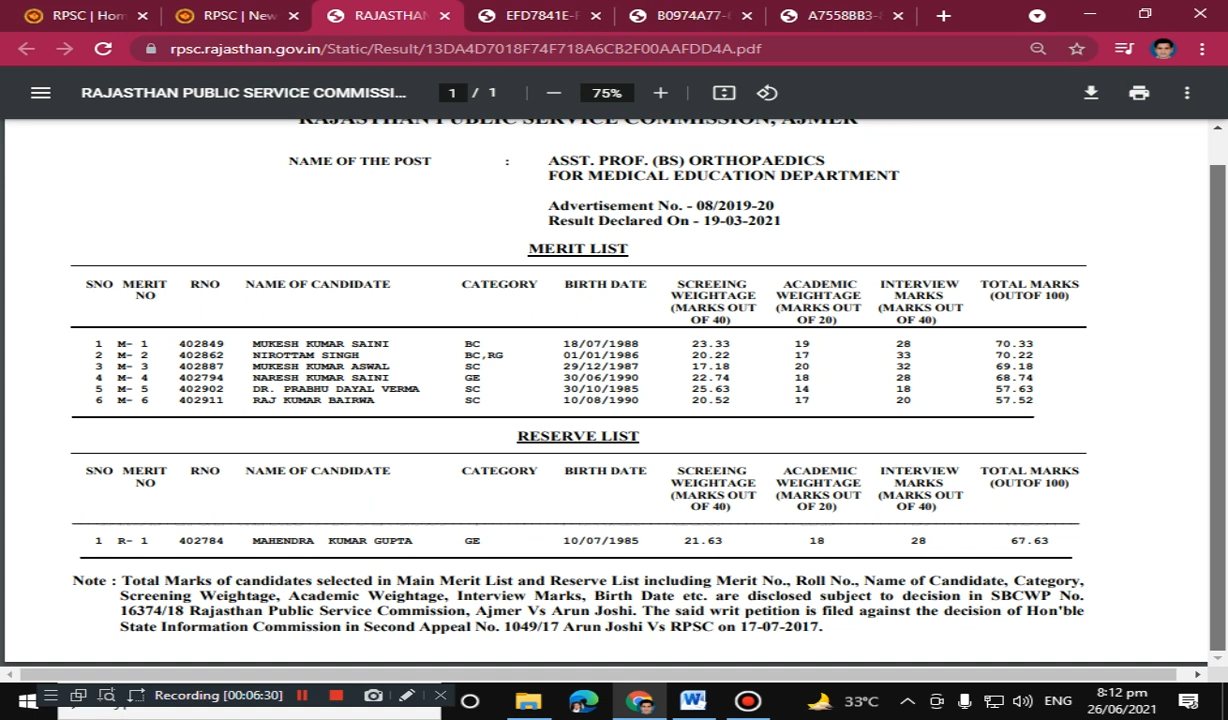 RPSC | Hom
RPSC | New
RAJASTHAN
EFD7841E-F
B0974A77-
A7558BB3-
rpsc.rajasthan.gov.in/Static/Result/13DA4D7018F74F718A6CB2F00AAFDD4A.pdf
RAJASTHAN PUBLIC SERVICE COMMISSI... 1 / 1 75%
RAJASTHAN PUBLIC SERVICE COMMISSION, AJMER
NAME OF THE POST : ASST. PROF. (BS) ORTHOPAEDICS
FOR MEDICAL EDUCATION DEPARTMENT
Advertisement No. - 08/2019-20
Result Declared On - 19-03-2021
MERIT LIST
SNO MERIT NO RNO NAME OF CANDIDATE CATEGORY BIRTH DATE SCREEING WEIGHTAGE (MARKS OUT OF 40) ACADEMIC WEIGHTAGE (MARKS OUT OF 20) INTERVIEW MARKS (MARKS OUT OF 40) TOTAL MARKS (OUTOF 100)
1 M- 1 402849 MUKESH KUMAR SAINI BC 18/07/1988 23.33 19 28 70.33
2 M- 2 402862 NIROTTAM SINGH BC,RG 01/01/1986 20.22 17 33 70.22
3 M- 3 402887 MUKESH KUMAR ASWAL SC 29/12/1987 17.18 20 32 69.18
4 M- 4 402794 NARESH KUMAR SAINI GE 30/06/1990 22.74 18 28 68.74
5 M- 5 402902 DR. PRABHU DAYAL VERMA SC 30/10/1985 25.63 14 18 57.63
6 M- 6 402911 RAJ KUMAR BAIRWA SC 10/08/1990 20.52 17 20 57.52
RESERVE LIST
SNO MERIT NO RNO NAME OF CANDIDATE CATEGORY BIRTH DATE SCREEING WEIGHTAGE (MARKS OUT OF 40) ACADEMIC WEIGHTAGE (MARKS OUT OF 20) INTERVIEW MARKS (MARKS OUT OF 40) TOTAL MARKS (OUTOF 100)
1 R- 1 402784 MAHENDRA KUMAR GUPTA GE 10/07/1985 21.63 18 28 67.63
Note : Total Marks of candidates selected in Main Merit List and Reserve List including Merit No., Roll No., Name of Candidate, Category,
Screening Weightage, Academic Weightage, Interview Marks, Birth Date etc. are disclosed subject to decision in SBCWP No.
16374/18 Rajasthan Public Service Commission, Ajmer Vs Arun Joshi. The said writ petition is filed against the decision of Hon'ble
State Information Commission in Second Appeal No. 1049/17 Arun Joshi Vs RPSC on 17-07-2017.
Recording [00:06:30]
33°C ENG 8:12 pm
26/06/2021